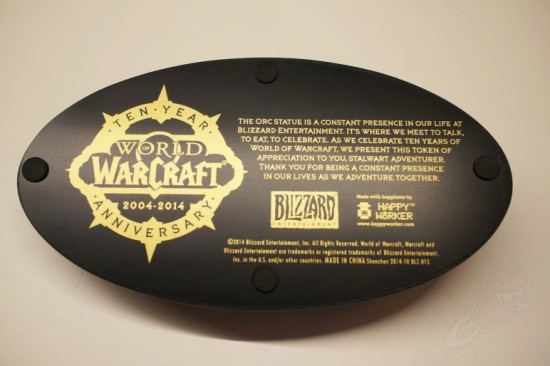 TEN YEAR
WORLD
OF
WARCRAFT
2004-2014
ANNIVERSARY
THE ORC STATUE IS A CONSTANT PRESENCE IN OUR LIFE AT
BLIZZARD ENTERTAINMENT. IT'S WHERE WE MEET TO TALK,
TO EAT, TO CELEBRATE. AS WE CELEBRATE TEN YEARS OF
WORLD OF WARCRAFT, WE PRESENT THIS TOKEN OF
APPRECIATION TO YOU, STALWART ADVENTURER.
THANK YOU FOR BEING A CONSTANT PRESENCE
IN OUR LIVES AS WE ADVENTURE TOGETHER.
BLIZZARD
ENTERTAINMENT
Made with happiness by
HAPPY™
WORKER
www.happyworker.com
©2014 Blizzard Entertainment, Inc. All Rights Reserved. World of Warcraft, Warcraft and
Blizzard Entertainment are trademarks or registered trademarks of Blizzard Entertainment,
Inc. in the U.S. and/or other countries. MADE IN CHINA Shenzhen 2014-10